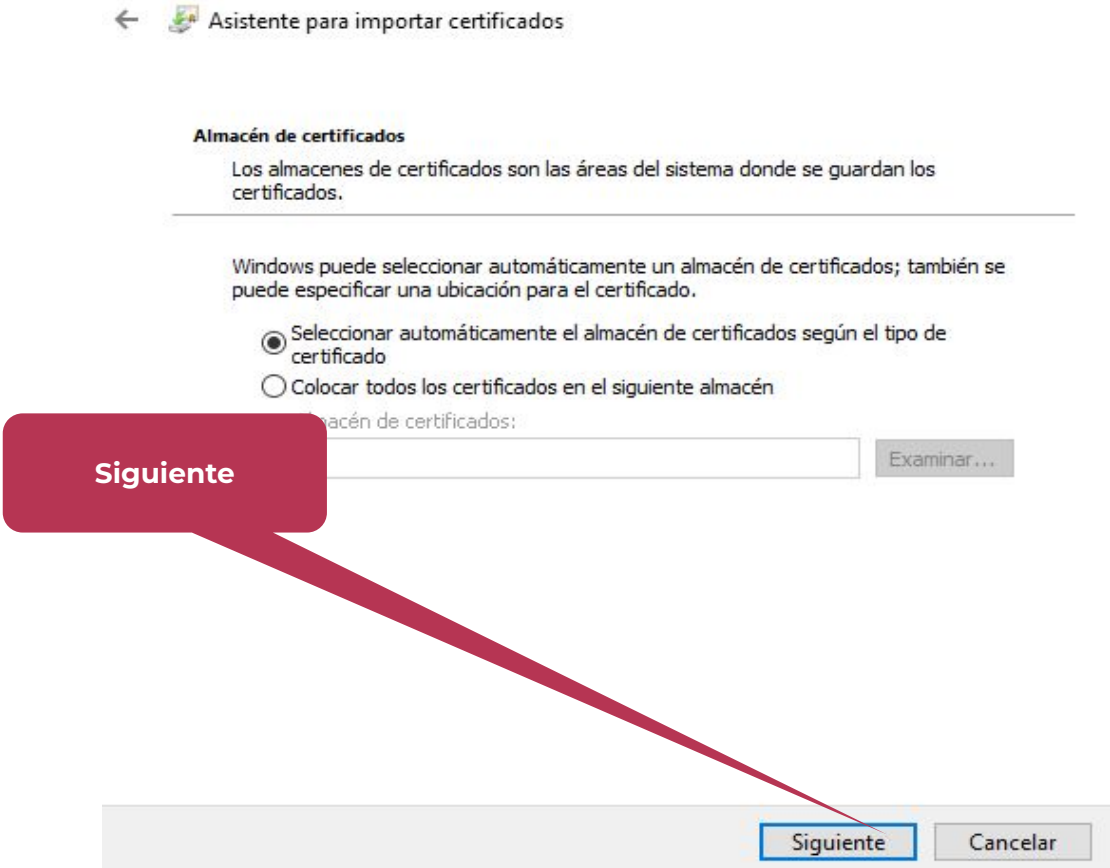 Asistente para importar certificados
Almacén de certificados
Los almacenes de certificados son las áreas del sistema donde se guardan los
certificados.
Windows puede seleccionar automáticamente un almacén de certificados; también se
puede especificar una ubicación para el certificado.
Seleccionar automáticamente el almacén de certificados según el tipo de
certificado
Colocar todos los certificados en el siguiente almacén
de certificados:
Examinar...
Siguiente
Siguiente
Cancelar